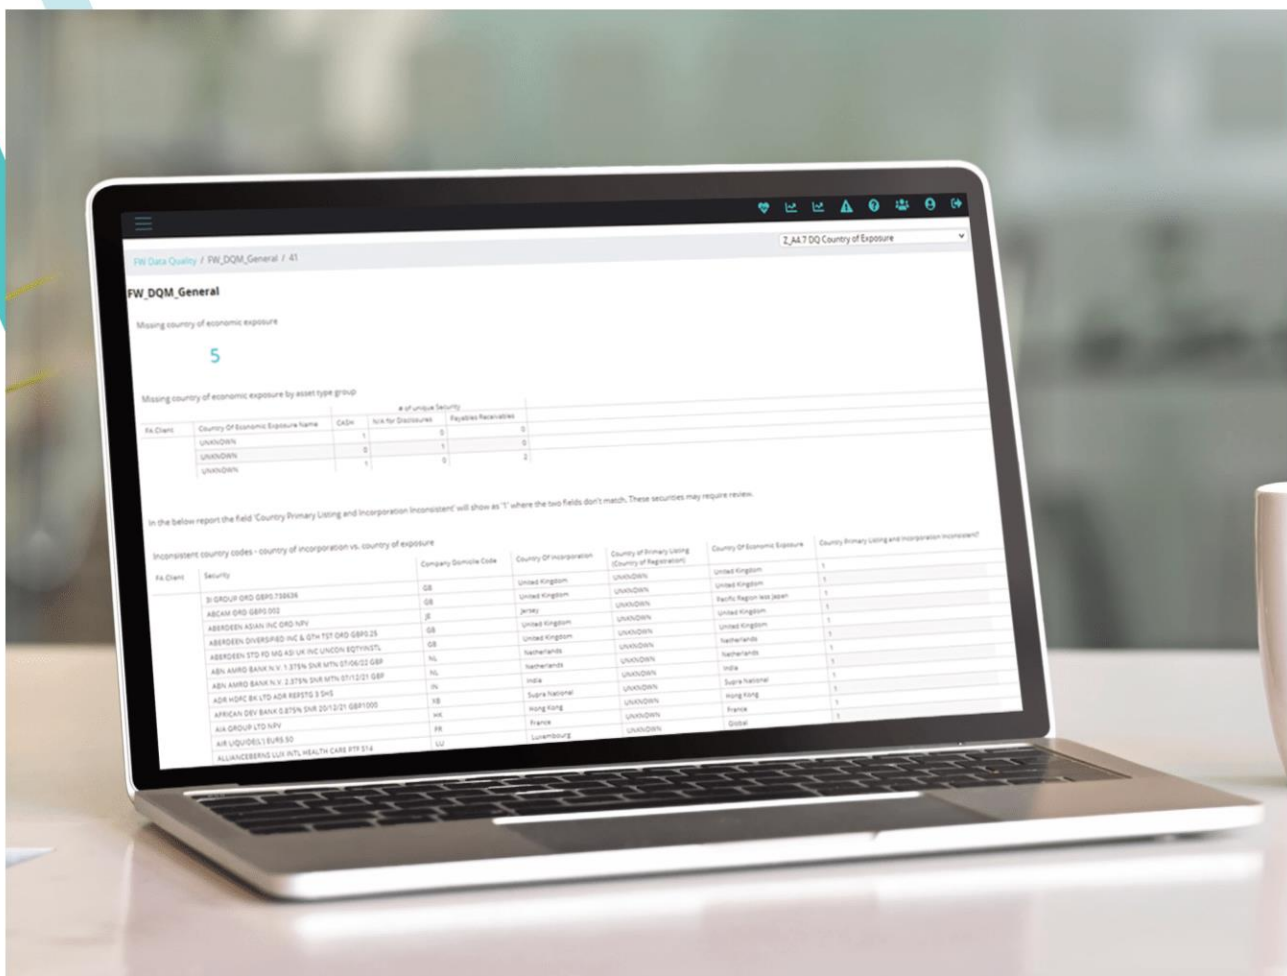 Z_A4.7 DQ Country of Exposure
FW Data Quality / FW_DQM_General / 41
FW_DQM_General
Missing country of economic exposure
5
Missing country of economic exposure by asset type group
# of unique Security
PA Client Country Of Economic Exposure Name CASH N/A for Disclosures Payables Receivables
UNKNOWN 1 0 0
UNKNOWN 0 1 0
UNKNOWN 1 0 2
In the below report the field 'Country Primary Listing and Incorporation Inconsistent' will show as '1' where the two fields don't match. These securities may require review.
Inconsistent country codes - country of incorporation vs. country of exposure
PA Client Security Company Domicile Code Country Of Incorporation Country of Primary Listing (Country of Registration) Country Of Economic Exposure Country Primary Listing and Incorporation Inconsistent?
3I GROUP ORD GBP0.738636 GB United Kingdom UNKNOWN United Kingdom 1
ABCAM ORD GBP0.002 GB United Kingdom UNKNOWN United Kingdom 1
ABERDEEN ASIAN INC ORD NPV JE Jersey UNKNOWN Pacific Region less Japan 1
ABERDEEN DIVERSIFIED INC & GTH TST ORD GBP0.25 GB United Kingdom UNKNOWN United Kingdom 1
ABERDEEN STD FD MG ASI UK INC UNCON EQTYINSTL GB United Kingdom UNKNOWN United Kingdom 1
ABN AMRO BANK N.V. 1.375% SNR MTN 07/06/22 GBP NL Netherlands UNKNOWN Netherlands 1
ABN AMRO BANK N.V. 2.375% SNR MTN 07/12/21 GBP NL Netherlands UNKNOWN Netherlands 1
ADR HDFC BK LTD ADR REPSTG 3 SHS IN India UNKNOWN India 1
AFRICAN DEV BANK 0.875% SNR 20/12/21 GBP1000 XB Supra National UNKNOWN Supra National 1
AIA GROUP LTD NPV HK Hong Kong UNKNOWN Hong Kong 1
AIR LIQUIDE(L') EUR5.50 FR France UNKNOWN France 1
ALLIANCEBERNS LUX INTL HEALTH CARE PTF S14 LU Luxembourg UNKNOWN Global 1